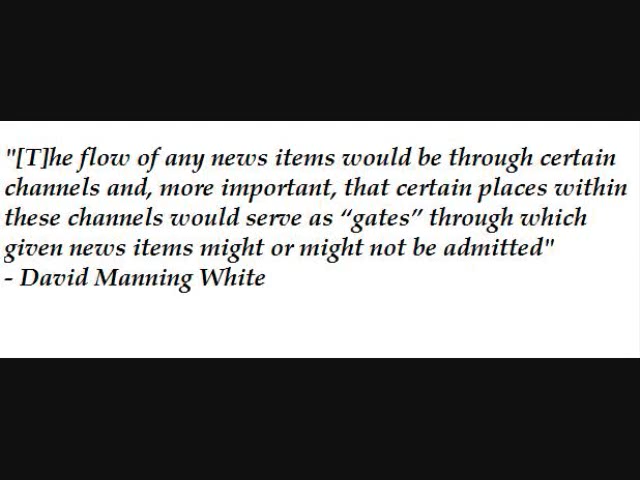 "[T]he flow of any news items would be through certain
channels and, more important, that certain places within
these channels would serve as “gates” through which
given news items might or might not be admitted"
- David Manning White